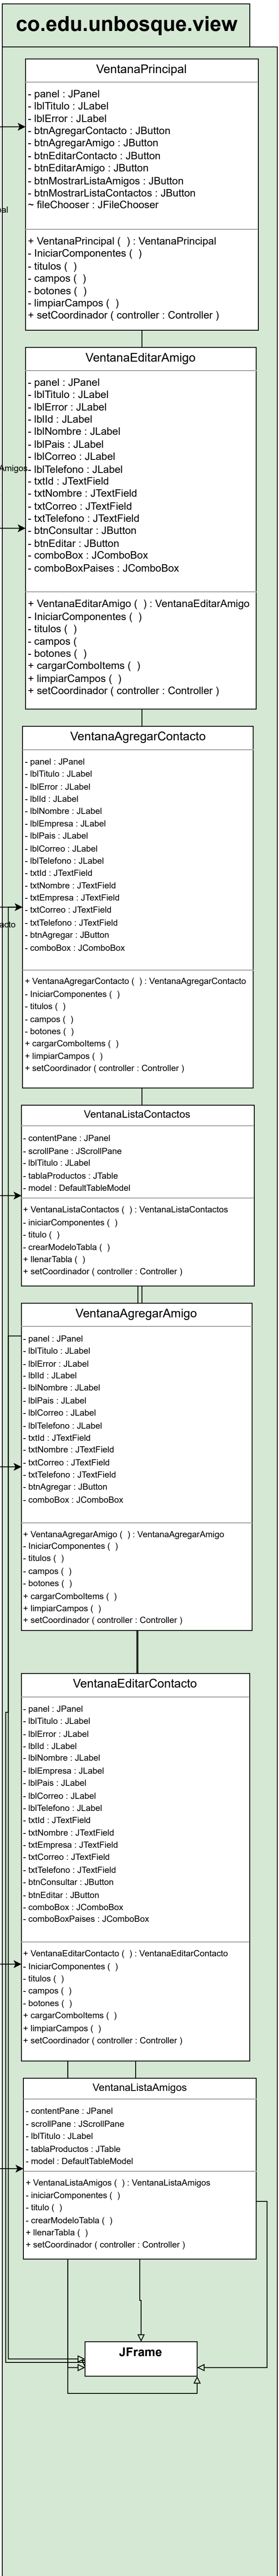 co.edu.unbosque.view
VentanaPrincipal
- panel : JPanel
- lblTitulo : JLabel
- lblError : JLabel
- btnAgregarContacto : JButton
- btnAgregarAmigo : JButton
- btnEditarContacto : JButton
- btnEditarAmigo : JButton
- btnMostrarListaAmigos : JButton
- btnMostrarListaContactos : JButton
~ fileChooser : JFileChooser
pal
+ VentanaPrincipal ( ) : VentanaPrincipal
- IniciarComponentes ( )
- titulos ( )
- campos ( )
- botones ( )
- limpiarCampos ( )
+ setCoordinador ( controller : Controller )
VentanaEditarAmigo
- panel : JPanel
- lblTitulo : JLabel
- lblError : JLabel
- lblId : JLabel
- lblNombre : JLabel
- lblPais : JLabel
- lblCorreo : JLabel
Amigos
- lblTelefono : JLabel
- txtId : JTextField
- txtNombre : JTextField
- txtCorreo : JTextField
- txtTelefono : JTextField
- btnConsultar : JButton
- btnEditar : JButton
- comboBox : JComboBox
- comboBoxPaises : JComboBox
+ VentanaEditarAmigo ( ) : VentanaEditarAmigo
- IniciarComponentes ( )
- titulos ( )
- campos (
- botones ( )
+ cargarComboItems ( )
+ limpiarCampos ( )
+ setCoordinador ( controller : Controller )
VentanaAgregarContacto
- panel : JPanel
- lblTitulo : JLabel
- lblError : JLabel
- lblId : JLabel
- lblNombre : JLabel
- lblEmpresa : JLabel
- lblPais : JLabel
- lblCorreo : JLabel
- lblTelefono : JLabel
- txtId : JTextField
- txtNombre : JTextField
- txtEmpresa : JTextField
- txtCorreo : JTextField
- txtTelefono : JTextField
acto
- btnAgregar : JButton
- comboBox : JComboBox
+ VentanaAgregarContacto ( ) : VentanaAgregarContacto
- IniciarComponentes ( )
- titulos ( )
- campos ( )
- botones ( )
+ cargarComboItems ( )
+ limpiarCampos ( )
+ setCoordinador ( controller : Controller )
VentanaListaContactos
- contentPane : JPanel
- scrollPane : JScrollPane
- lblTitulo : JLabel
- tablaProductos : JTable
- model : DefaultTableModel
+ VentanaListaContactos ( ) : VentanaListaContactos
- iniciarComponentes ( )
- titulo ( )
- crearModeloTabla ( )
+ llenarTabla ( )
+ setCoordinador ( controller : Controller )
VentanaAgregarAmigo
- panel : JPanel
- lblTitulo : JLabel
- lblError : JLabel
- lblId : JLabel
- lblNombre : JLabel
- lblPais : JLabel
- lblCorreo : JLabel
- lblTelefono : JLabel
- txtId : JTextField
- txtNombre : JTextField
- txtCorreo : JTextField
- txtTelefono : JTextField
- btnAgregar : JButton
- comboBox : JComboBox
+ VentanaAgregarAmigo ( ) : VentanaAgregarAmigo
- IniciarComponentes ( )
- titulos ( )
- campos ( )
- botones ( )
+ cargarComboItems ( )
+ limpiarCampos ( )
+ setCoordinador ( controller : Controller )
VentanaEditarContacto
- panel : JPanel
- lblTitulo : JLabel
- lblError : JLabel
- lblId : JLabel
- lblNombre : JLabel
- lblEmpresa : JLabel
- lblPais : JLabel
- lblCorreo : JLabel
- lblTelefono : JLabel
- txtId : JTextField
- txtNombre : JTextField
- txtEmpresa : JTextField
- txtCorreo : JTextField
- txtTelefono : JTextField
- btnConsultar : JButton
- btnEditar : JButton
- comboBox : JComboBox
- comboBoxPaises : JComboBox
+ VentanaEditarContacto ( ) : VentanaEditarContacto
- IniciarComponentes ( )
- titulos ( )
- campos ( )
- botones ( )
+ cargarComboItems ( )
+ limpiarCampos ( )
+ setCoordinador ( controller : Controller )
VentanaListaAmigos
- contentPane : JPanel
- scrollPane : JScrollPane
- lblTitulo : JLabel
- tablaProductos : JTable
- model : DefaultTableModel
+ VentanaListaAmigos ( ) : VentanaListaAmigos
- iniciarComponentes ( )
- titulo ( )
- crearModeloTabla ( )
+ llenarTabla ( )
+ setCoordinador ( controller : Controller )
JFrame